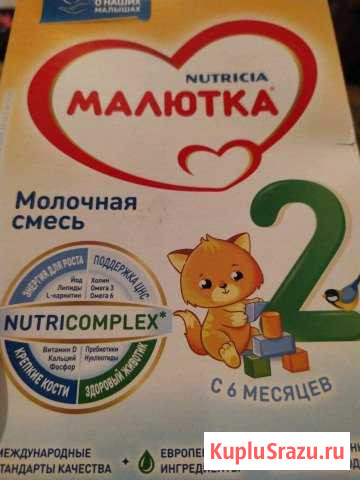 О НАШИХ
МАЛЫШАХ
NUTRICIA
МАЛЮТКА®
Молочная
смесь
2
ЭНЕРГИЯ ДЛЯ РОСТА
ПОДДЕРЖКА ЦНС
Йод
Липиды
L-карнитин
Холин
Омега 3
Омега 6
NUTRICOMPLEX*
Витамин D
Кальций
Фосфор
Пребиотики
Нуклеотиды
КРЕПКИЕ КОСТИ
ЗДОРОВЫЙ ЖИВОТИК
С 6 МЕСЯЦЕВ
МЕЖДУНАРОДНЫЕ
СТАНДАРТЫ КАЧЕСТВА
ЕВРОПЕ
ИНГРЕДИЕНТ
KupluSrazu.ru